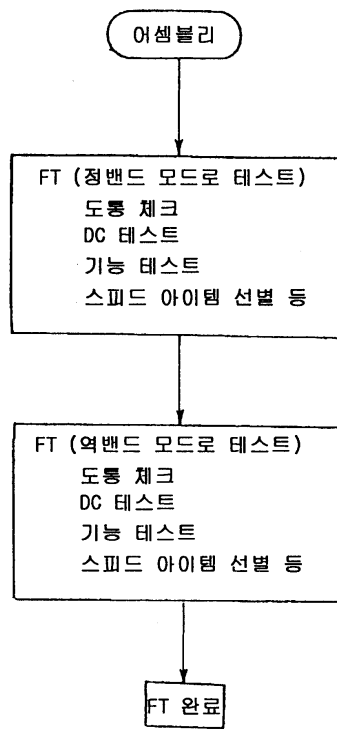 어셈블리
FT (정밴드 모드로 테스트)
도통 체크
DC 테스트
기능 테스트
스피드 아이템 선별 등
FT (역밴드 모드로 테스트)
도통 체크
DC 테스트
기능 테스트
스피드 아이템 선별 등
FT 완료